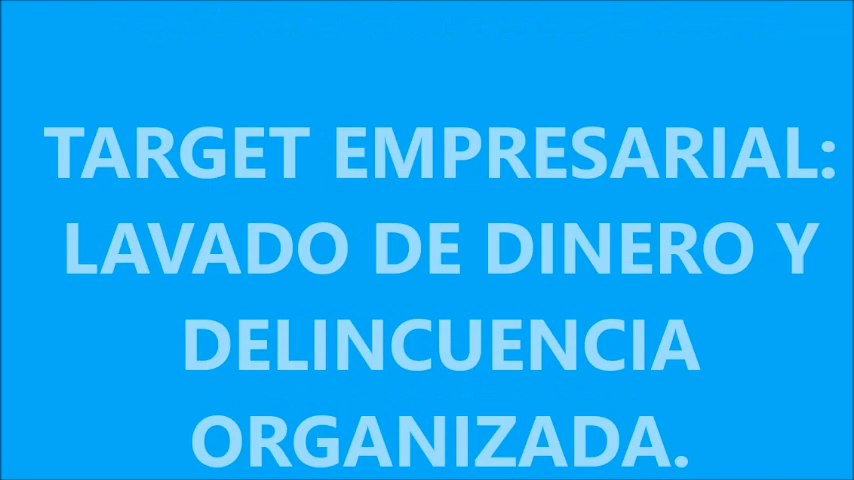 TARGET EMPRESARIAL:
LAVADO DE DINERO Y
DELINCUENCIA
ORGANIZADA.